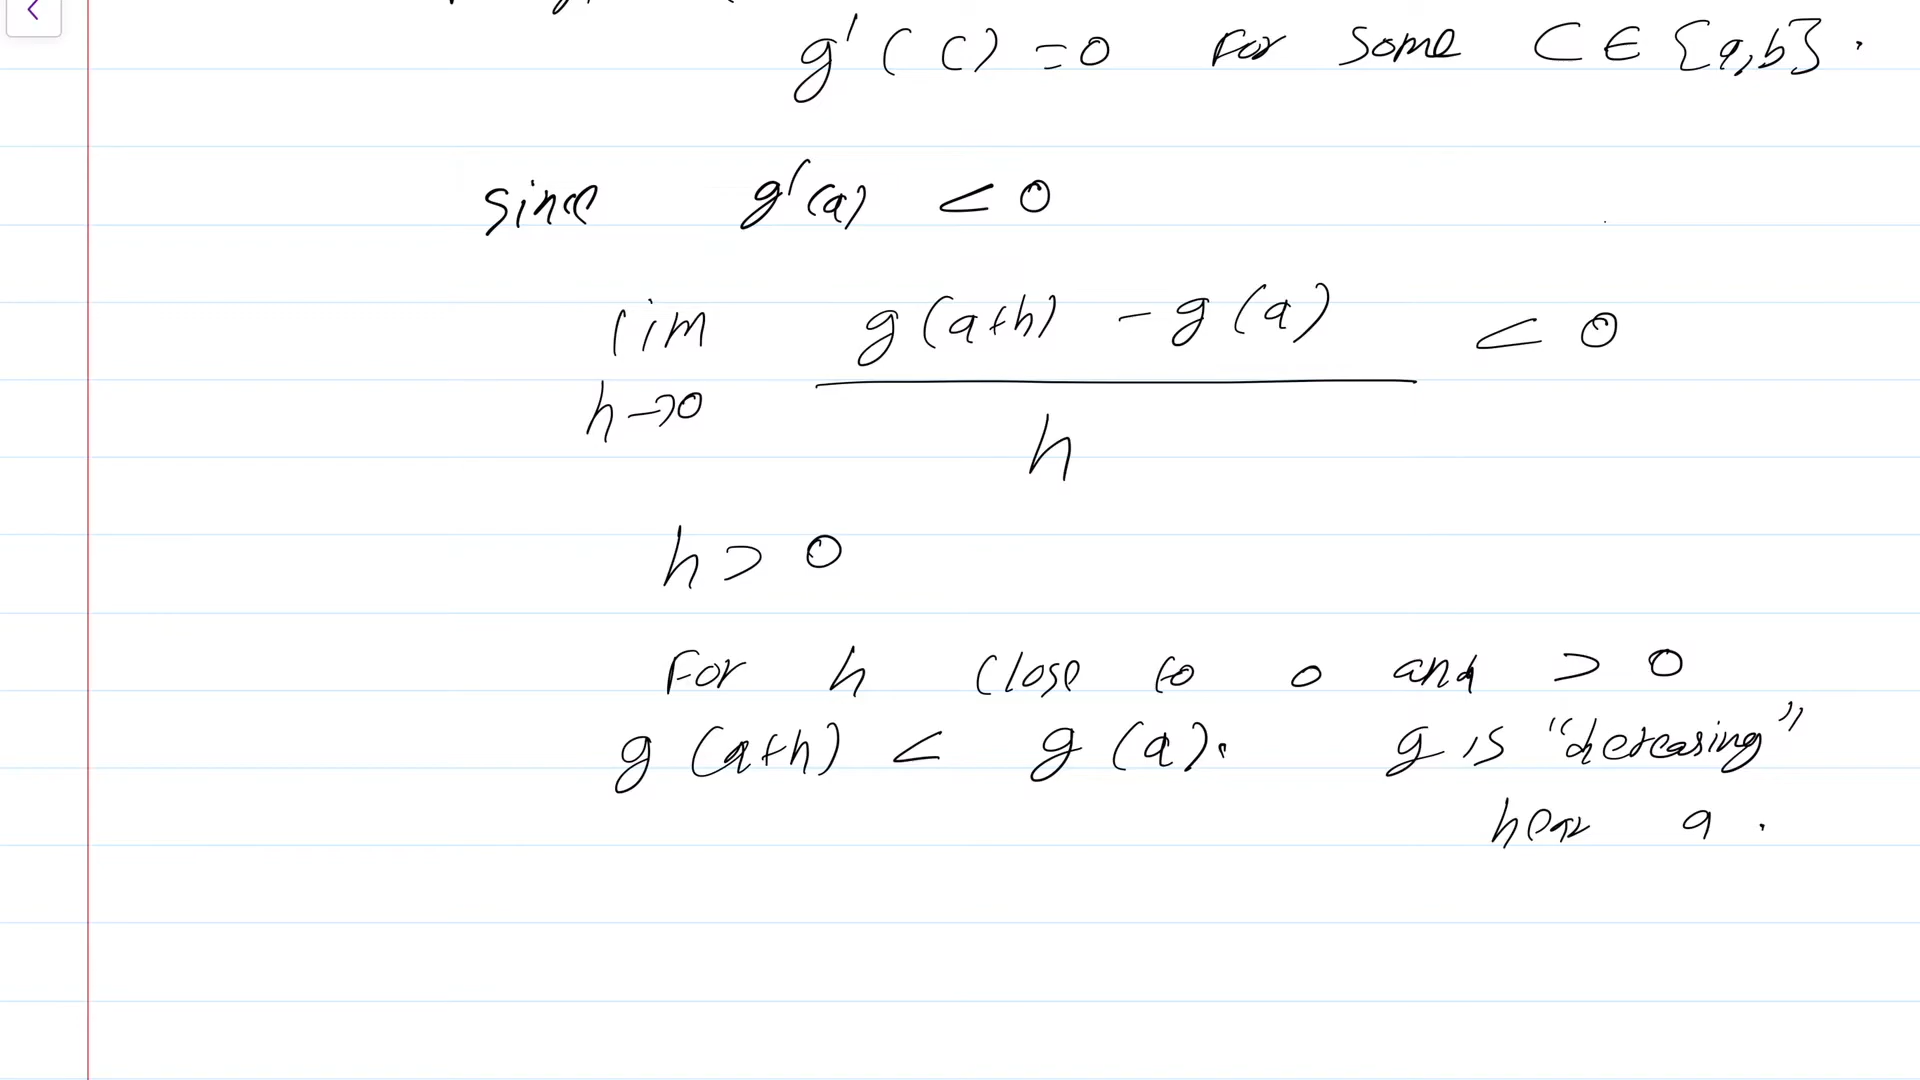 g'(c) = 0 For some C ∈ {a,b}.
since g'(a) < 0
lim g(a+h) - g(a) < 0
h→0 h
h > 0
For h close to 0 and > 0
g(a+h) < g(a). g is "decreasing"
near a.